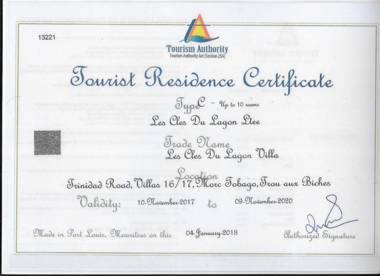 13221
Tourism Authority
Tourism Authority Act (Section 25A)
Tourist Residence Certificate
Type C - Up to 10 rooms
Les Cles Du Lagon Ltee
Trade Name
Les Cles Du Lagon Villa
Location
Trinidad Road, Villas 16/17, Morc Tobago, Trou aux Biches
Validity: 10-November-2017 to 09-November-2020
Made in Port Louis, Mauritius on this 04-January-2018
Authorized Signature